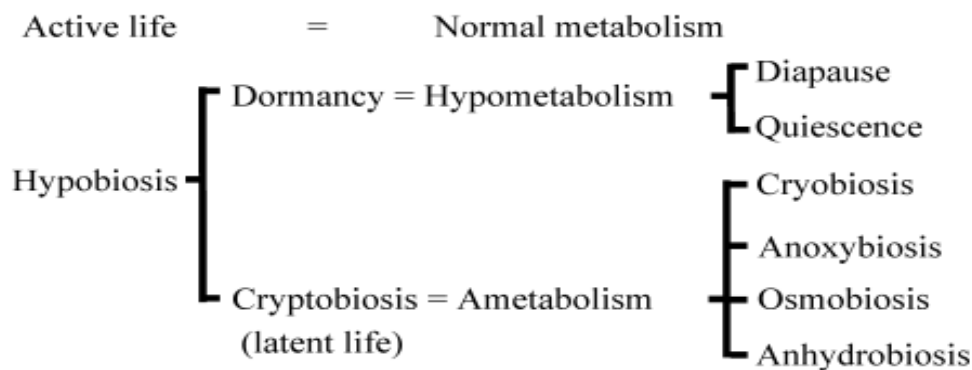 Active life = Normal metabolism
Diapause
Dormancy = Hypometabolism
Quiescence
Hypobiosis
Cryobiosis
Anoxybiosis
Cryptobiosis = Ametabolism
Osmobiosis
(latent life)
Anhydrobiosis